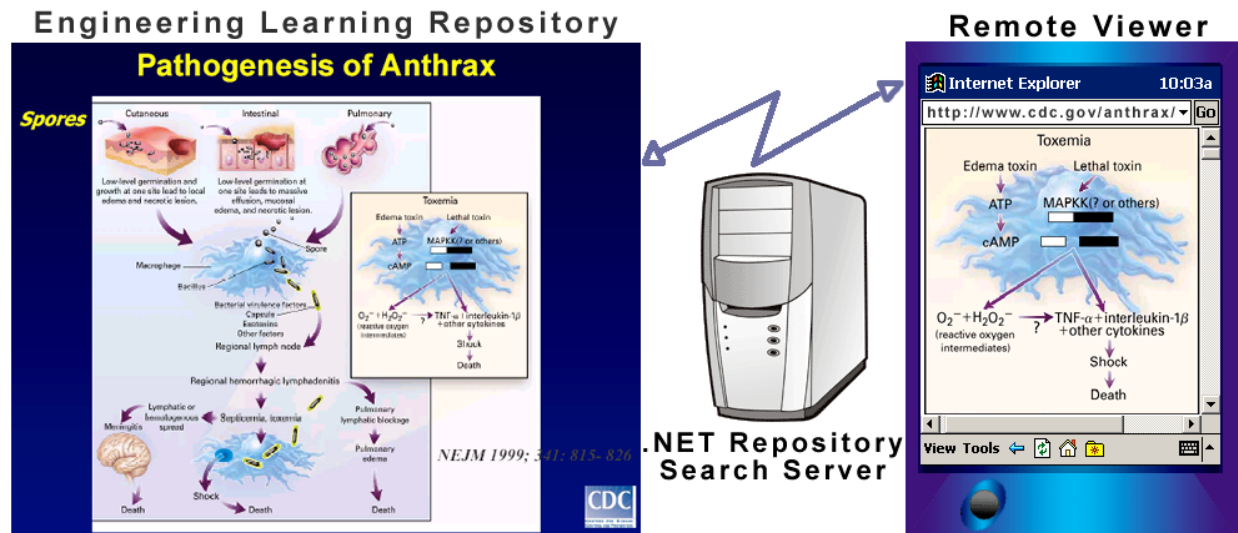 Engineering Learning Repository
Pathogenesis of Anthrax
Spores
Cutaneous
Intestinal
Pulmonary
Low-level germination and
growth at one site lead to local
edema and necrotic lesion.
Low-level germination at
one site leads to massive
effusion, mucosal
edema, and necrotic lesion.
Spore
Macrophage
Bacillus
Bacterial virulence factors
Capsule
Exotoxins
Other factors
Regional lymph node
Regional hemorrhagic lymphadenitis
Lymphatic or
hematogenous
spread
Meningitis
Septicemia, toxemia
Pulmonary
lymphatic blockage
Pulmonary
edema
Shock
Death
Death
Death
Toxemia
Edema toxin
Lethal toxin
ATP
MAPKK(? or others)
cAMP
O₂⁻+H₂O₂⁻
(reactive oxygen
intermediates)
?
TNF-α+interleukin-1β
+other cytokines
Shock
Death
NEJM 1999; 341: 815- 826
CDC
.NET Repository
Search Server
Remote Viewer
Internet Explorer
10:03a
http://www.cdc.gov/anthrax/
Go
Toxemia
Edema toxin
Lethal toxin
ATP
MAPKK(? or others)
cAMP
O₂⁻+H₂O₂⁻
(reactive oxygen
intermediates)
?
TNF-α+interleukin-1β
+other cytokines
Shock
Death
View Tools